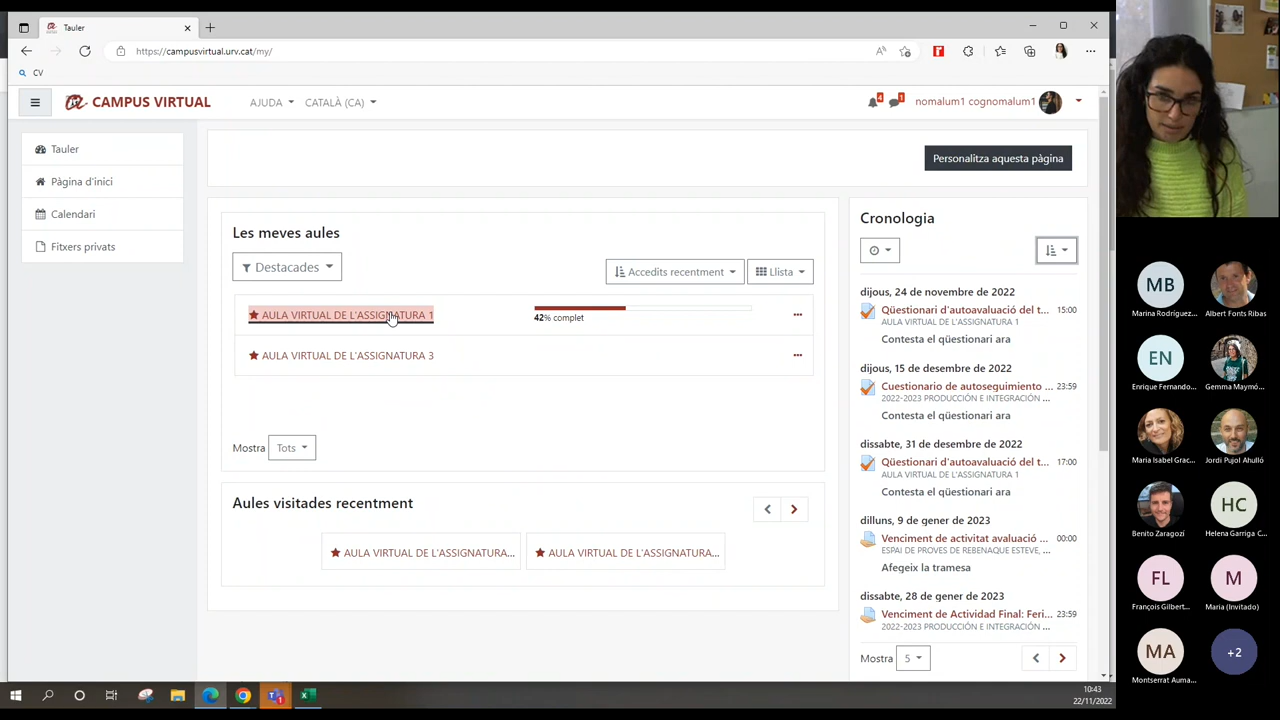 Tauler
https://campusvirtual.urv.cat/my/
CV
CAMPUS VIRTUAL
AJUDA
CATALÀ (CA)
4
1
nomalum1 cognomalum1
Tauler
Pàgina d'inici
Calendari
Fitxers privats
Personalitza aquesta pàgina
Les meves aules
Destacades
Accedits recentment
Llista
AULA VIRTUAL DE L'ASSIGNATURA 1
42% complet
AULA VIRTUAL DE L'ASSIGNATURA 3
Mostra Tots
Aules visitades recentment
AULA VIRTUAL DE L'ASSIGNATURA...
AULA VIRTUAL DE L'ASSIGNATURA...
Cronologia
dijous, 24 de novembre de 2022
Qüestionari d'autoavaluació del t... 15:00
AULA VIRTUAL DE L'ASSIGNATURA 1
Contesta el qüestionari ara
dijous, 15 de desembre de 2022
Cuestionario de autoseguimiento ... 23:59
2022-2023 PRODUCCIÓN E INTEGRACIÓN ...
Contesta el qüestionari ara
dissabte, 31 de desembre de 2022
Qüestionari d'autoavaluació del t... 17:00
AULA VIRTUAL DE L'ASSIGNATURA 1
Contesta el qüestionari ara
dilluns, 9 de gener de 2023
Venciment de activitat avaluació ... 00:00
ESPAI DE PROVES DE REBENAQUE ESTEVE, ...
Afegeix la tramesa
dissabte, 28 de gener de 2023
Venciment de Actividad Final: Feri... 23:59
2022-2023 PRODUCCIÓN E INTEGRACIÓN ...
Mostra 5
MB
Marina Rodríguez...
Albert Fonts Ribas
EN
Enrique Fernando...
Gemma Maymó...
Maria Isabel Grac...
Jordi Pujol Ahulló
Benito Zaragozí
HC
Helena Garriga C...
FL
François Gilbert...
M
Maria (Invitado)
MA
Montserrat Auma...
+2
10:43
22/11/2022